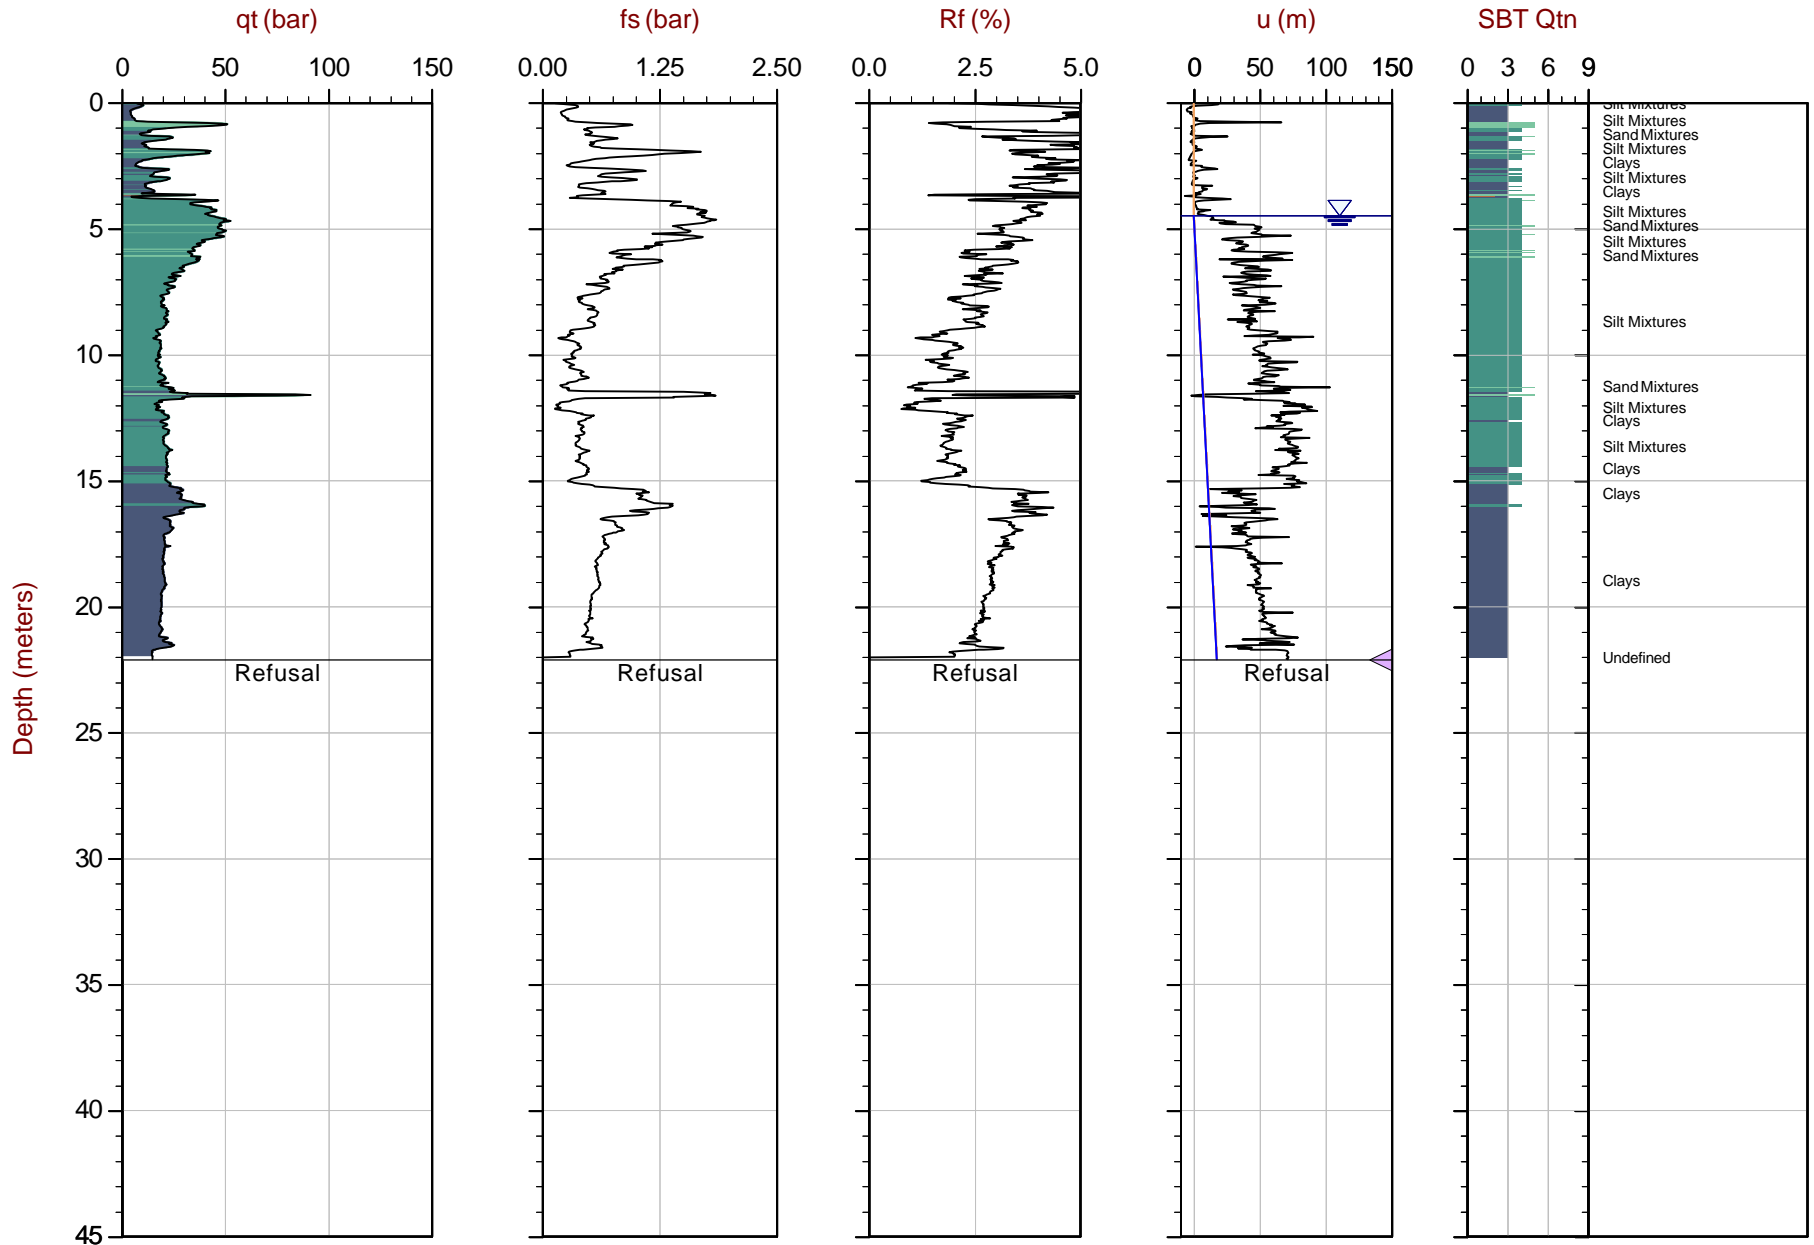 qt (bar) fs (bar) Rf (%) u (m) SBT Qtn
0 50 100 150 0.00 1.25 2.50 0.0 2.5 5.0 0 50 100 150 0 3 6 9
0
Silt Mixtures
Silt Mixtures
Sand Mixtures
Silt Mixtures
Clays
Silt Mixtures
Clays
Silt Mixtures
Sand Mixtures
5
Silt Mixtures
Sand Mixtures
Silt Mixtures
10
Sand Mixtures
Silt Mixtures
Clays
Silt Mixtures
Clays
15
Clays
Clays
20
Undefined
Refusal Refusal Refusal Refusal
Depth (meters)
25
30
35
40
45